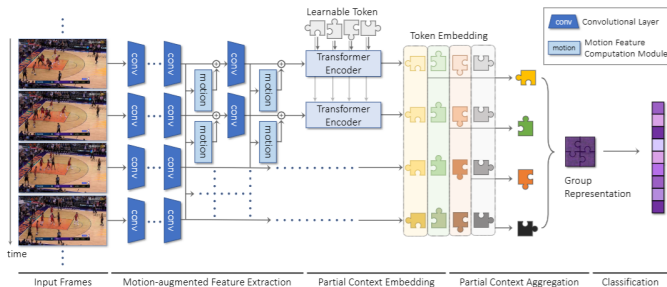 Learnable Token
conv
Convolutional Layer
motion
Motion Feature
Computation Module
Token Embedding
conv
conv
conv
motion
motion
Transformer
Encoder
conv
conv
conv
motion
motion
Transformer
Encoder
conv
conv
conv
conv
Group
Representation
time
Input Frames
Motion-augmented Feature Extraction
Partial Context Embedding
Partial Context Aggregation
Classification